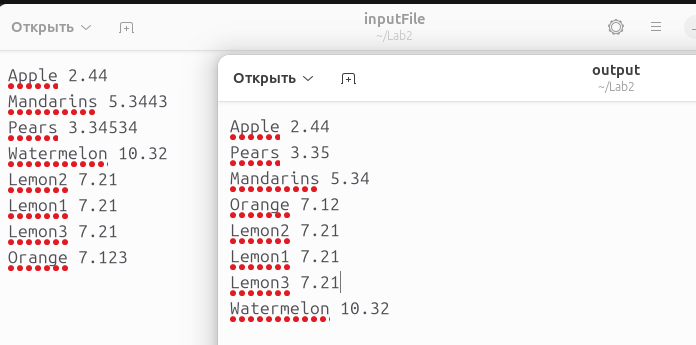 Открыть
inputFile
~/Lab2
Apple 2.44
Mandarins 5.3443
Pears 3.34534
Watermelon 10.32
Lemon2 7.21
Lemon1 7.21
Lemon3 7.21
Orange 7.123
Открыть
output
~/Lab2
Apple 2.44
Pears 3.35
Mandarins 5.34
Orange 7.12
Lemon2 7.21
Lemon1 7.21
Lemon3 7.21
Watermelon 10.32